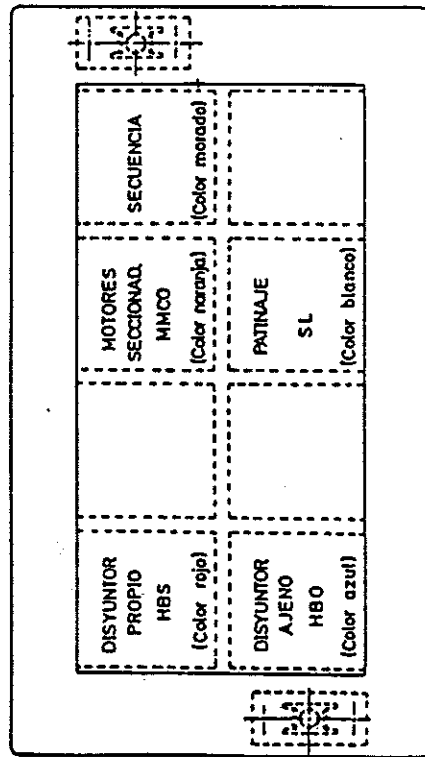 DISYUNTOR
PROPIO
HBS
(Color rojo)
MOTORES
SECCIONAD.
MMCO
(Color naranja)
SECUENCIA
(Color morado)
DISYUNTOR
AJENO
HBO
(Color azul)
PATINAJE
SL
(Color blanco)